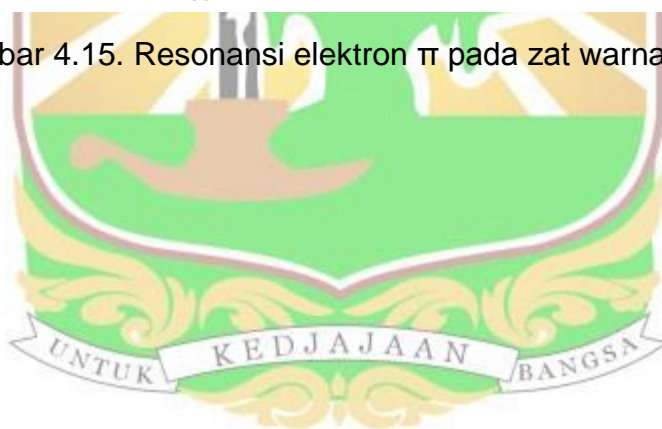 bar 4.15. Resonansi elektron π pada zat warna
UNTUK KEDJAJAAN BANGSA